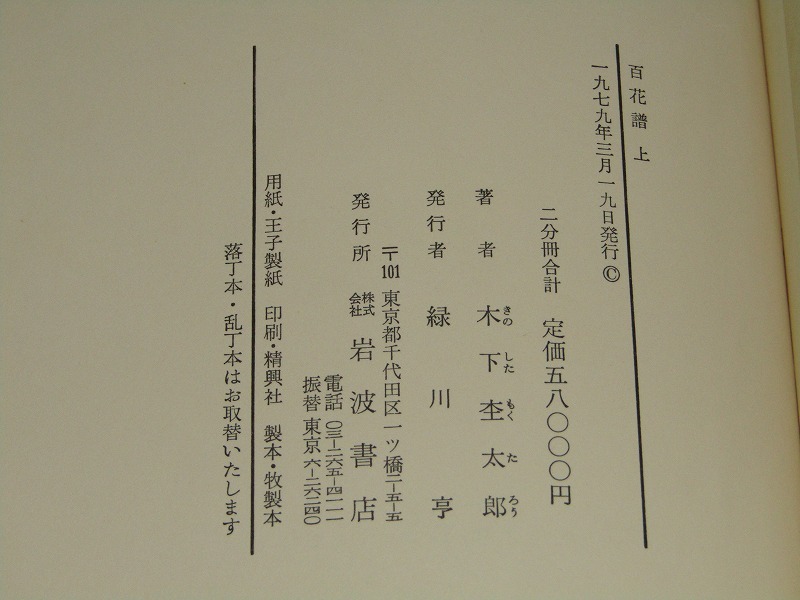 百花譜 上
一九七九年三月一九日発行©
二分冊合計 定価五八〇〇〇円
著者 木下杢太郎
きのした もくたろう
発行者 緑川亨
〒101 東京都千代田区一ツ橋二-五-五
発行所 株式会社 岩波書店
電話 〇三-二六五-四一一一
振替 東京 六-二六二四〇
用紙・王子製紙 印刷・精興社 製本・牧製本
落丁本・乱丁本はお取替いたします